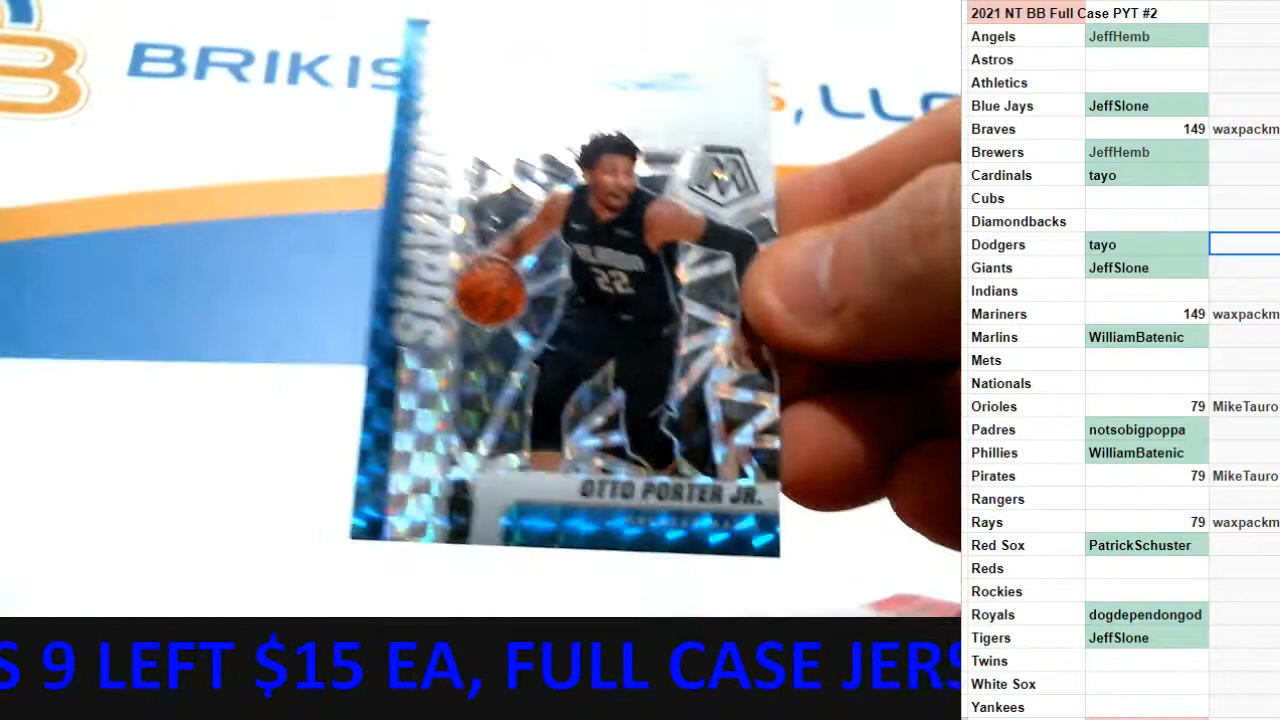 BRIKIS
, LLC
ORLANDO
22
OTTO PORTER JR.
S 9 LEFT $15 EA, FULL CASE JERS
2021 NT BB Full Case PYT #2
Angels JeffHemb
Astros
Athletics
Blue Jays JeffSlone
Braves 149 waxpackm
Brewers JeffHemb
Cardinals tayo
Cubs
Diamondbacks
Dodgers tayo
Giants JeffSlone
Indians
Mariners 149 waxpackm
Marlins WilliamBatenic
Mets
Nationals
Orioles 79 MikeTauro
Padres notsobigpoppa
Phillies WilliamBatenic
Pirates 79 MikeTauro
Rangers
Rays 79 waxpackm
Red Sox PatrickSchuster
Reds
Rockies
Royals dogdependongod
Tigers JeffSlone
Twins
White Sox
Yankees